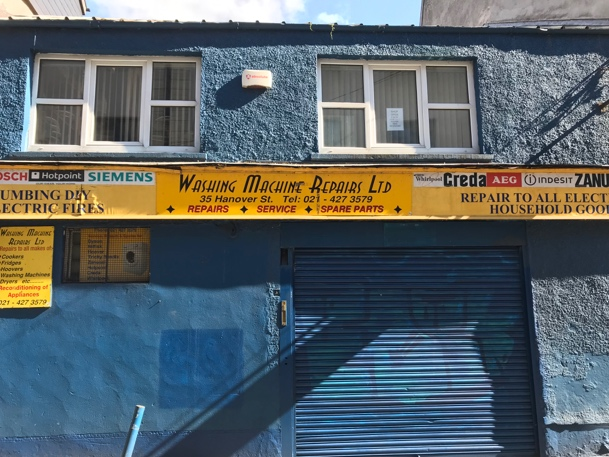 OSCH Hotpoint SIEMENS
UMBING DIY
LECTRIC FIRES
WASHING MACHINE REPAIRS LTD
35 Hanover St. Tel: 021 - 427 3579
REPAIRS SERVICE SPARE PARTS
Whirlpool Creda AEG indesit ZANU
REPAIR TO ALL ELECT
HOUSEHOLD GOO
WASHING MACHINE
REPAIRS LTD
Repairs to all makes of:
Cookers
Fridges
Hoovers
Washing Machines
Dryers etc.
Reconditioning of
Appliances
021 - 427 3579